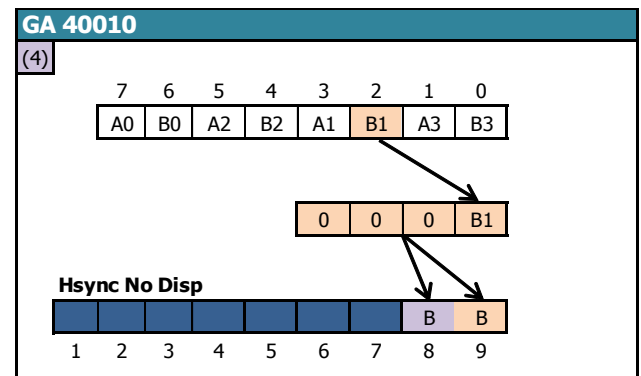 GA 40010
(4)
7 6 5 4 3 2 1 0
A0 B0 A2 B2 A1 B1 A3 B3
0 0 0 B1
Hsync No Disp
B B
1 2 3 4 5 6 7 8 9